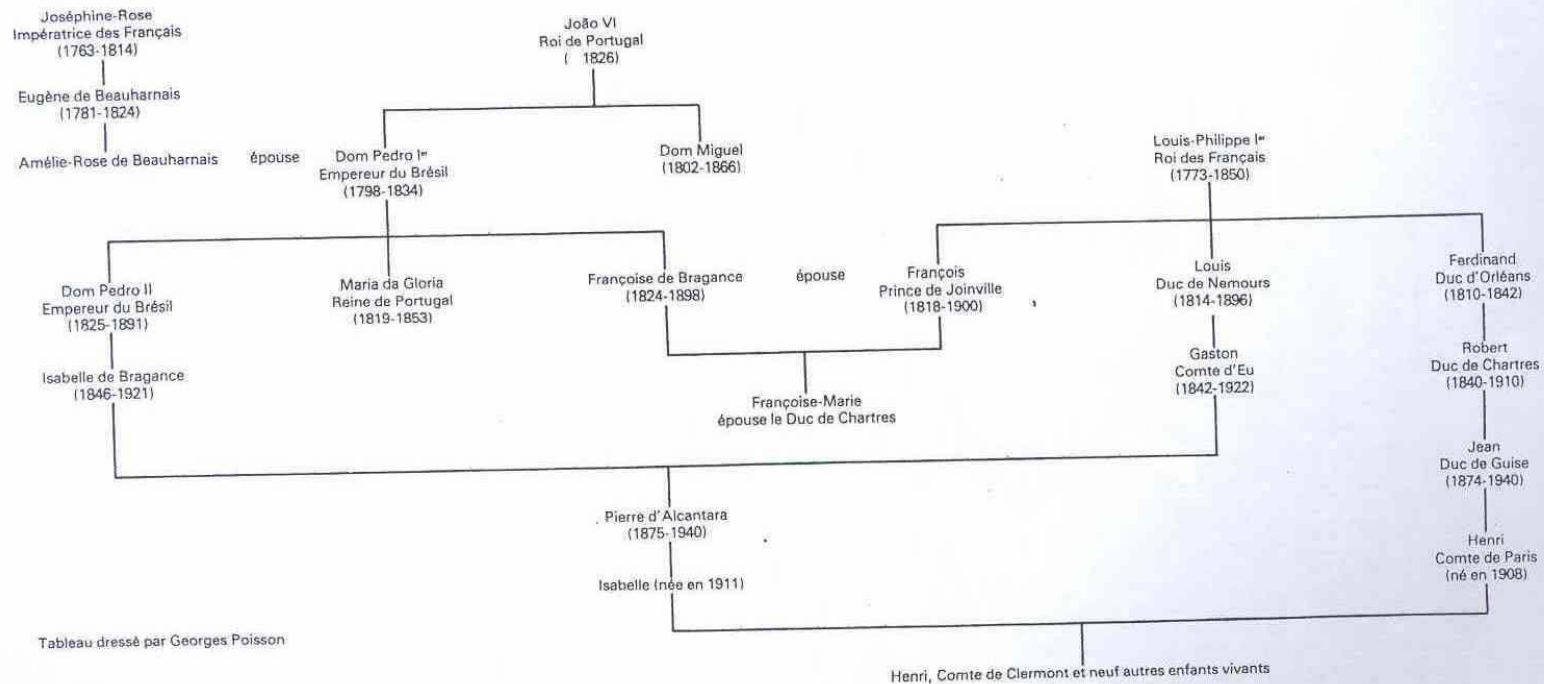 Joséphine-Rose
Impératrice des Français
(1763-1814)
João VI
Roi de Portugal
( 1826)
Eugène de Beauharnais
(1781-1824)
Amélie-Rose de Beauharnais
épouse
Dom Pedro Iᵉʳ
Empereur du Brésil
(1798-1834)
Dom Miguel
(1802-1866)
Louis-Philippe Iᵉʳ
Roi des Français
(1773-1850)
Dom Pedro II
Empereur du Brésil
(1825-1891)
Maria da Gloria
Reine de Portugal
(1819-1853)
Françoise de Bragance
(1824-1898)
épouse
François
Prince de Joinville
(1818-1900)
Louis
Duc de Nemours
(1814-1896)
Ferdinand
Duc d'Orléans
(1810-1842)
Isabelle de Bragance
(1846-1921)
Françoise-Marie
épouse le Duc de Chartres
Gaston
Comte d'Eu
(1842-1922)
Robert
Duc de Chartres
(1840-1910)
Jean
Duc de Guise
(1874-1940)
Pierre d'Alcantara
(1875-1940)
Henri
Comte de Paris
(né en 1908)
Isabelle (née en 1911)
Tableau dressé par Georges Poisson
Henri, Comte de Clermont et neuf autres enfants vivants